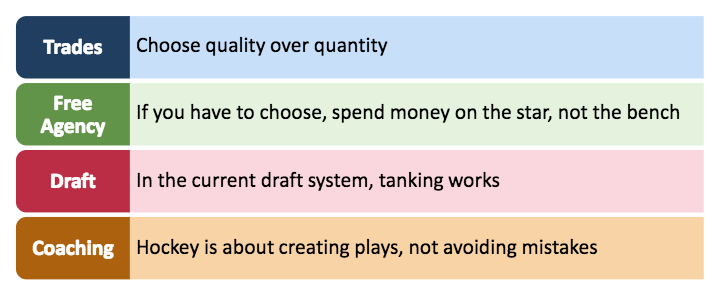 Trades
Choose quality over quantity
Free
Agency
If you have to choose, spend money on the star, not the bench
Draft
In the current draft system, tanking works
Coaching
Hockey is about creating plays, not avoiding mistakes